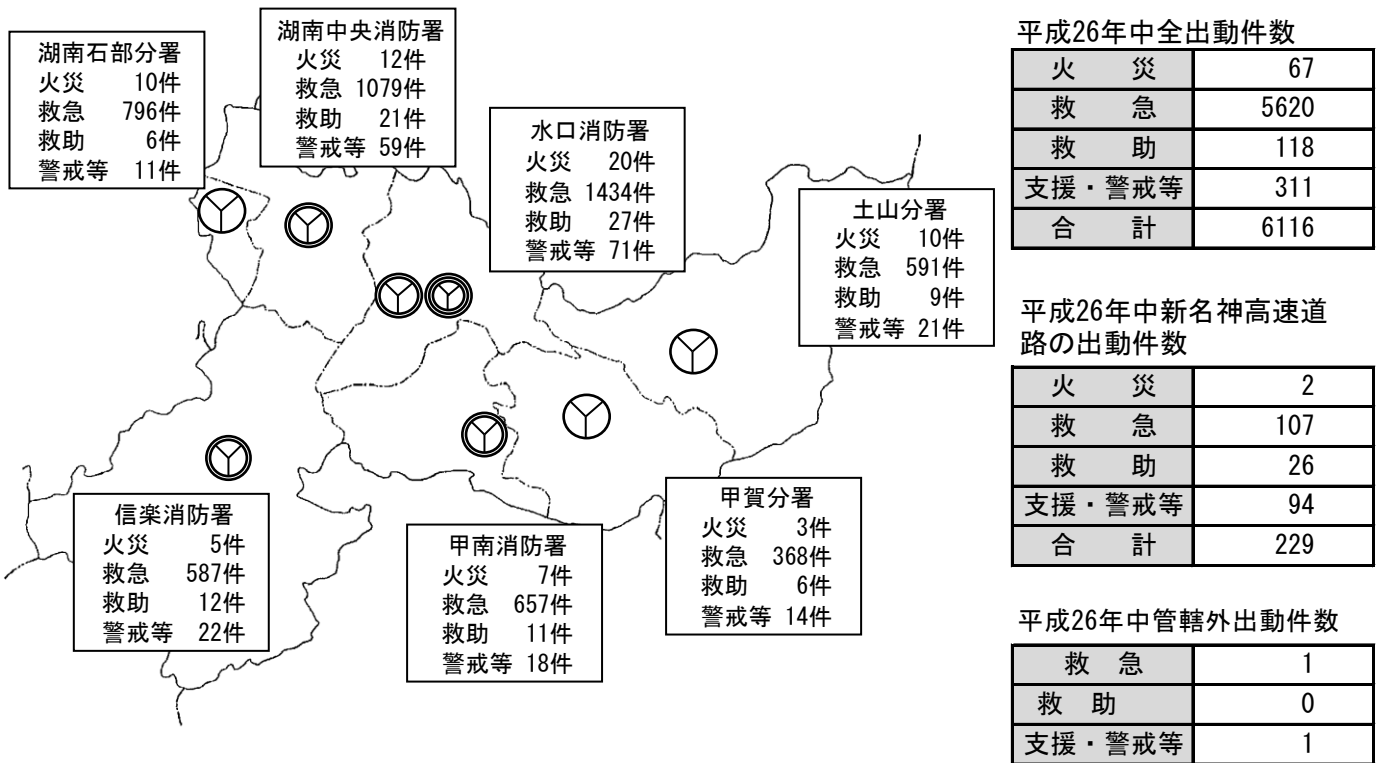 湖南石部分署
火災 10件
救急 796件
救助 6件
警戒等 11件
湖南中央消防署
火災 12件
救急 1079件
救助 21件
警戒等 59件
水口消防署
火災 20件
救急 1434件
救助 27件
警戒等 71件
土山分署
火災 10件
救急 591件
救助 9件
警戒等 21件
信楽消防署
火災 5件
救急 587件
救助 12件
警戒等 22件
甲南消防署
火災 7件
救急 657件
救助 11件
警戒等 18件
甲賀分署
火災 3件
救急 368件
救助 6件
警戒等 14件
平成26年中全出動件数
火 災 67
救 急 5620
救 助 118
支援・警戒等 311
合 計 6116
平成26年中新名神高速道
路の出動件数
火 災 2
救 急 107
救 助 26
支援・警戒等 94
合 計 229
平成26年中管轄外出動件数
救 急 1
救 助 0
支援・警戒等 1